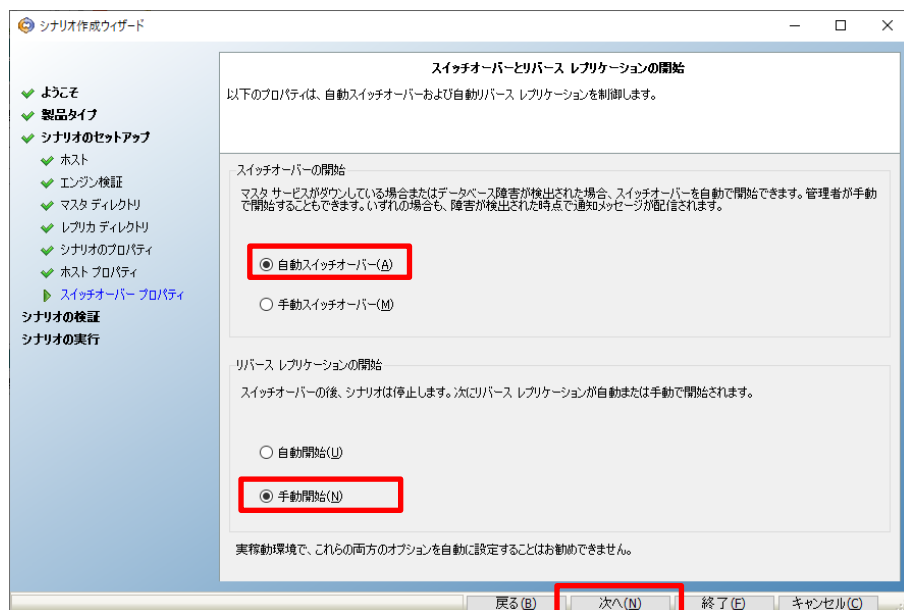 シナリオ作成ウィザード
ようこそ
製品タイプ
シナリオのセットアップ
ホスト
エンジン検証
マスタ ディレクトリ
レプリカ ディレクトリ
シナリオのプロパティ
ホスト プロパティ
スイッチオーバー プロパティ
シナリオの検証
シナリオの実行
スイッチオーバーとリバース レプリケーションの開始
以下のプロパティは、自動スイッチオーバーおよび自動リバース レプリケーションを制御します。
スイッチオーバーの開始
マスタ サービスがダウンしている場合またはデータベース障害が検出された場合、スイッチオーバーを自動で開始できます。管理者が手動
で開始することもできます。いずれの場合も、障害が検出された時点で通知メッセージが配信されます。
自動スイッチオーバー(A)
手動スイッチオーバー(M)
リバース レプリケーションの開始
スイッチオーバーの後、シナリオは停止します。次にリバース レプリケーションが自動または手動で開始されます。
自動開始(U)
手動開始(N)
実稼動環境で、これらの両方のオプションを自動に設定することはお勧めできません。
戻る(B) 次へ(N) 終了(F) キャンセル(C)